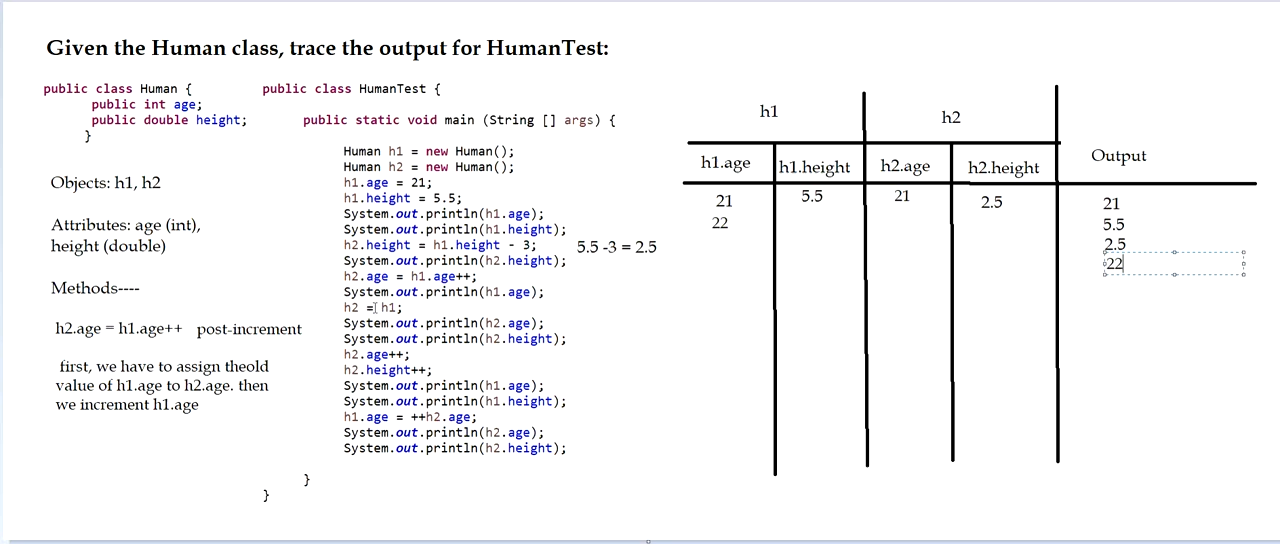 Given the Human class, trace the output for HumanTest:
public class Human {
public int age;
public double height;
}
Objects: h1, h2
Attributes: age (int),
height (double)
Methods----
h2.age = h1.age++ post-increment
first, we have to assign theold
value of h1.age to h2.age. then
we increment h1.age
public class HumanTest {
public static void main (String [] args) {
Human h1 = new Human();
Human h2 = new Human();
h1.age = 21;
h1.height = 5.5;
System.out.println(h1.age);
System.out.println(h1.height);
h2.height = h1.height - 3; 5.5 -3 = 2.5
System.out.println(h2.height);
h2.age = h1.age++;
System.out.println(h1.age);
h2 = h1;
System.out.println(h2.age);
System.out.println(h2.height);
h2.age++;
h2.height++;
System.out.println(h1.age);
System.out.println(h1.height);
h1.age = ++h2.age;
System.out.println(h2.age);
System.out.println(h2.height);
}
}
h1 h2
h1.age h1.height h2.age h2.height Output
21 5.5 21 2.5 21
22 5.5
2.5
22